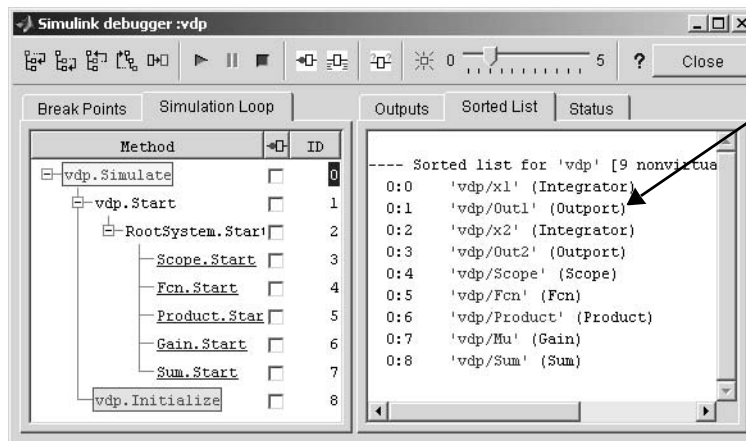 Simulink debugger :vdp
0 5 ? Close
Break Points Simulation Loop
Method ID
vdp.Simulate 0
vdp.Start 1
RootSystem.Star 2
Scope.Start 3
Fcn.Start 4
Product.Star 5
Gain.Start 6
Sum.Start 7
vdp.Initialize 8
Outputs Sorted List Status
---- Sorted list for 'vdp' [9 nonvirtua
0:0 'vdp/x1' (Integrator)
0:1 'vdp/Out1' (Outport)
0:2 'vdp/x2' (Integrator)
0:3 'vdp/Out2' (Outport)
0:4 'vdp/Scope' (Scope)
0:5 'vdp/Fcn' (Fcn)
0:6 'vdp/Product' (Product)
0:7 'vdp/Mu' (Gain)
0:8 'vdp/Sum' (Sum)